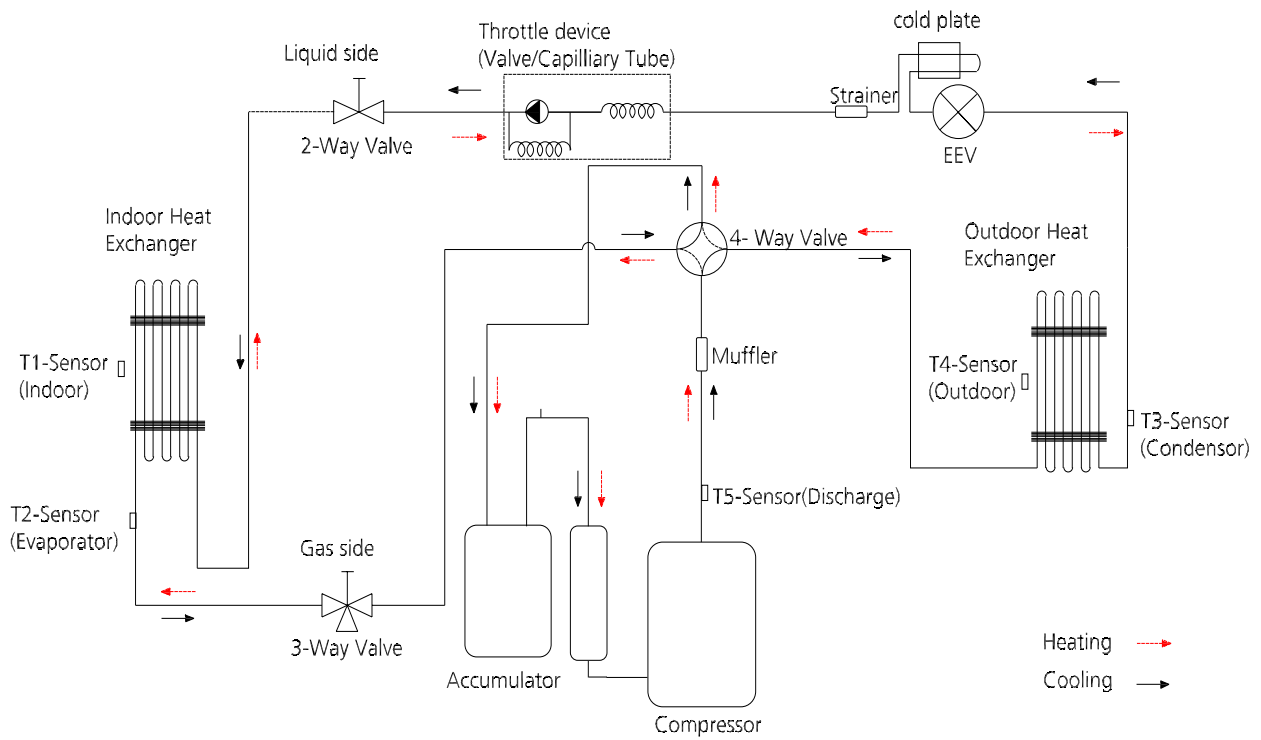 cold plate
Throttle device
(Valve/Capilliary Tube)
Liquid side
Strainer
2-Way Valve
EEV
Indoor Heat
Exchanger
4- Way Valve
Outdoor Heat
Exchanger
T1-Sensor
(Indoor)
Muffler
T4-Sensor
(Outdoor)
T3-Sensor
(Condensor)
T5-Sensor(Discharge)
T2-Sensor
(Evaporator)
Gas side
3-Way Valve
Accumulator
Compressor
Heating
Cooling